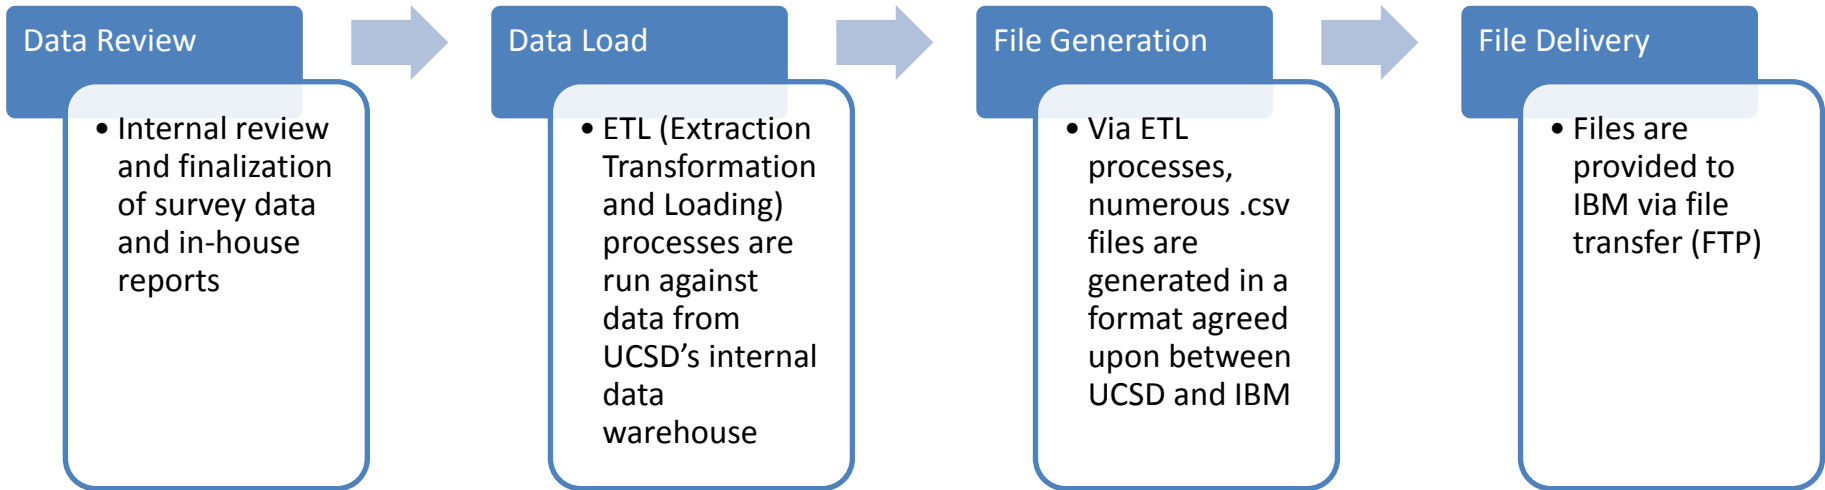 Data Review
• Internal review
and finalization
of survey data
and in-house
reports
Data Load
• ETL (Extraction
Transformation
and Loading)
processes are
run against
data from
UCSD’s internal
data
warehouse
File Generation
• Via ETL
processes,
numerous .csv
files are
generated in a
format agreed
upon between
UCSD and IBM
File Delivery
• Files are
provided to
IBM via file
transfer (FTP)